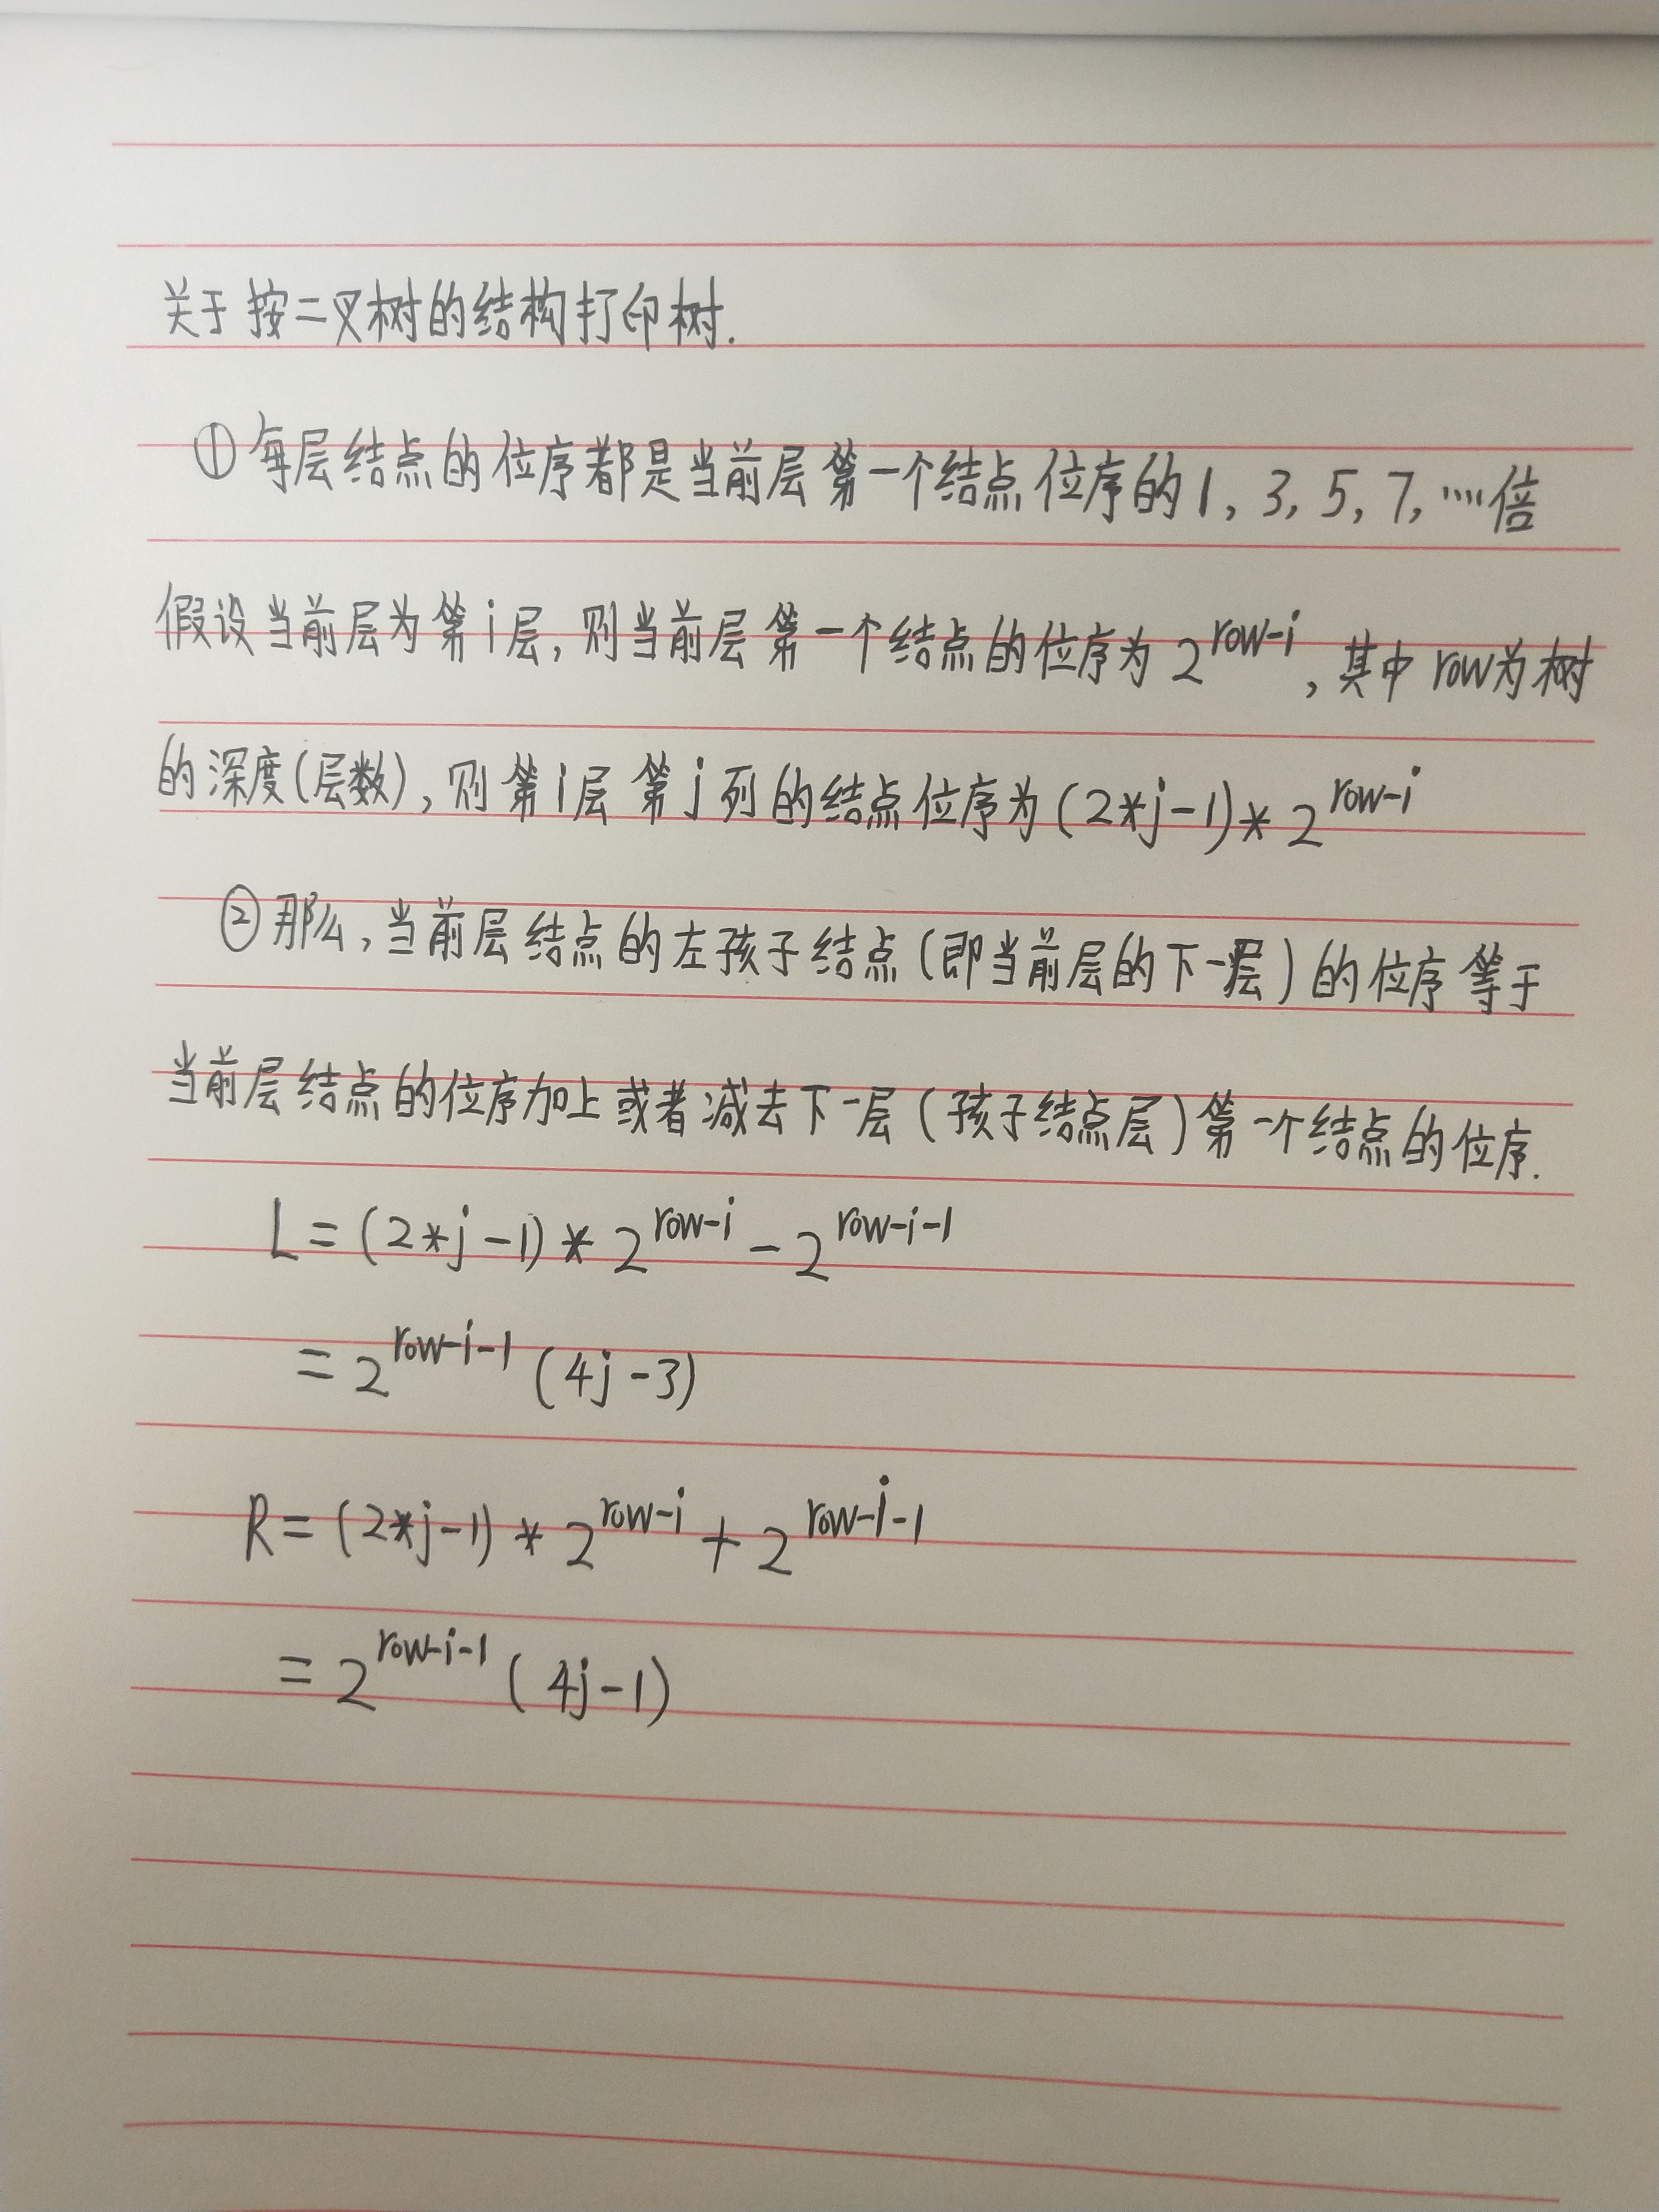 关于按二叉树的结构打印树.
①每层结点的位序都是当前层第一个结点位序的1, 3, 5, 7, ……倍
假设当前层为第i层, 则当前层第一个结点的位序为 2^{row-i}, 其中 row为树
的深度(层数), 则第i层第j列的结点位序为(2*j-1)* 2^{row-i}
②那么, 当前层结点的左孩子结点(即当前层的下一层)的位序等于
当前层结点的位序加上或者减去下一层(孩子结点层)第一个结点的位序.
L = (2*j-1) * 2^{row-i} - 2^{row-i-1}
= 2^{row-i-1} (4j-3)
R = (2*j-1) * 2^{row-i} + 2^{row-i-1}
= 2^{row-i-1} (4j-1)